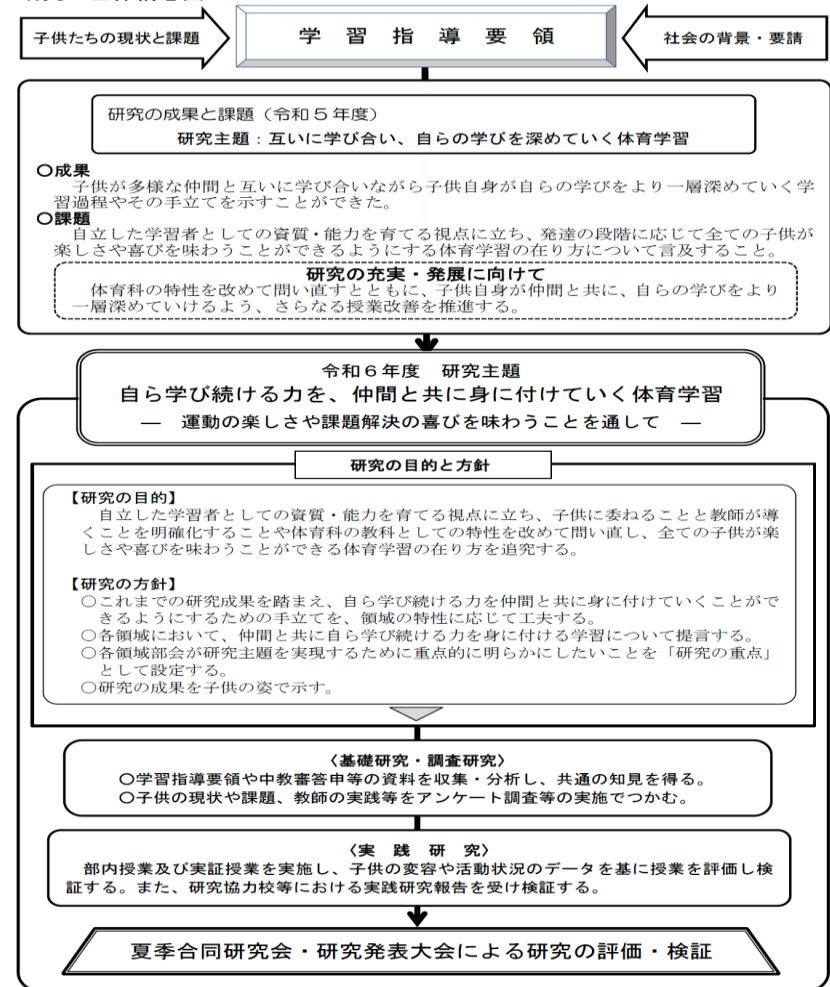 子供たちの現状と課題
学習指導要領
社会の背景・要請
研究の成果と課題（令和５年度）
研究主題：互いに学び合い、自らの学びを深めていく体育学習
○成果
子供が多様な仲間と互いに学び合いながら子供自身が自らの学びをより一層深めていく学
習過程やその手立てを示すことができた。
○課題
自立した学習者としての資質・能力を育てる視点に立ち、発達の段階に応じて全ての子供が
楽しさや喜びを味わうことができるようにする体育学習の在り方について言及すること。
研究の充実・発展に向けて
体育科の特性を改めて問い直すとともに、子供自身が仲間と共に、自らの学びをより
一層深めていけるよう、さらなる授業改善を推進する。
令和６年度　研究主題
自ら学び続ける力を、仲間と共に身に付けていく体育学習
―　運動の楽しさや課題解決の喜びを味わうことを通して　―
研究の目的と方針
【研究の目的】
自立した学習者としての資質・能力を育てる視点に立ち、子供に委ねることと教師が導
くことを明確化することや体育科の教科としての特性を改めて問い直し、全ての子供が楽
しさや喜びを味わうことができる体育学習の在り方を追究する。
【研究の方針】
○これまでの研究成果を踏まえ、自ら学び続ける力を仲間と共に身に付けていくことがで
きるようにするための手立てを、領域の特性に応じて工夫する。
○各領域において、仲間と共に自ら学び続ける力を身に付ける学習について提言する。
○各領域部会が研究主題を実現するために重点的に明らかにしたいことを「研究の重点」
として設定する。
○研究の成果を子供の姿で示す。
〈基礎研究・調査研究〉
○学習指導要領や中教審答申等の資料を収集・分析し、共通の知見を得る。
○子供の現状や課題、教師の実践等をアンケート調査等の実施でつかむ。
〈実　践　研　究〉
部内授業及び実証授業を実施し、子供の変容や活動状況のデータを基に授業を評価し検
証する。また、研究協力校等における実践研究報告を受け検証する。
夏季合同研究会・研究発表大会による研究の評価・検証